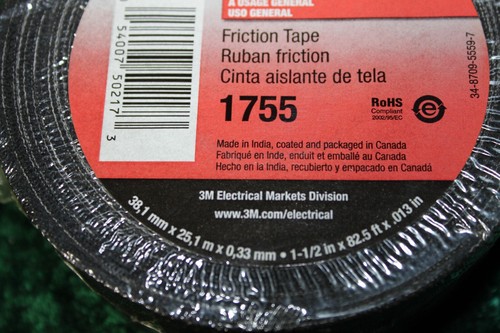 À USAGE GÉNÉRAL
USO GENERAL
Friction Tape
Ruban friction
Cinta aislante de tela
1755
RoHS
Compliant
2002/95/EC
e
34-8709-5559-7
54007 50217 3
Made in India, coated and packaged in Canada
Fabriqué en Inde, enduit et emballé au Canada
Hecho en la India, recubierto y empacado en Canadá
3M Electrical Markets Division
www.3M.com/electrical
38,1 mm x 25,1 m x 0,33 mm • 1-1/2 in x 82.5 ft x .013 in